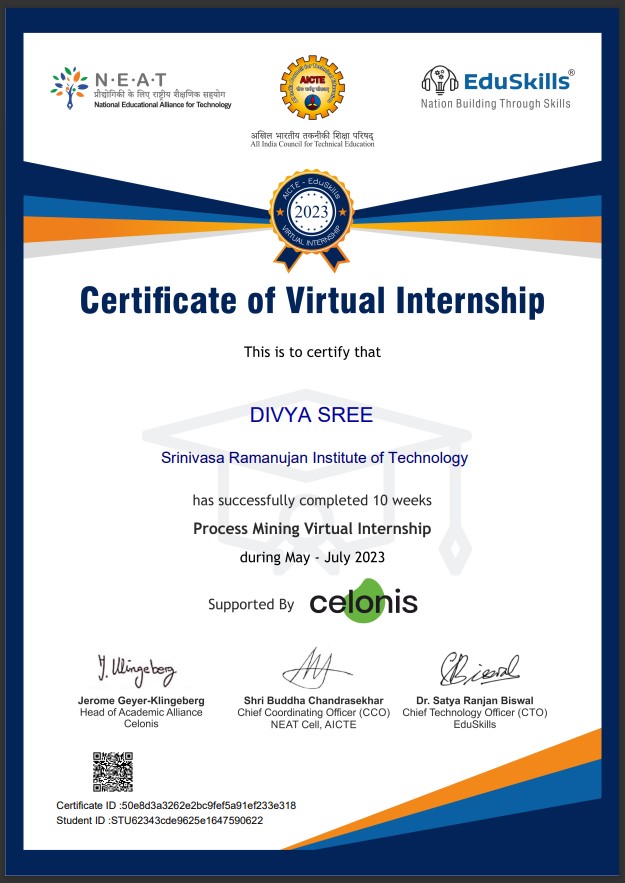 N·E·A·T
प्रौद्योगिकी के लिए राष्ट्रीय शैक्षणिक सहयोग
National Educational Alliance for Technology
AICTE
अखिल भारतीय तकनीकी शिक्षा परिषद्
All India Council for Technical Education
EduSkills®
Nation Building Through Skills
AICTE - EduSkills
2023
VIRTUAL INTERNSHIP
Certificate of Virtual Internship
This is to certify that
DIVYA SREE
Srinivasa Ramanujan Institute of Technology
has successfully completed 10 weeks
Process Mining Virtual Internship
during May - July 2023
Supported By celonis
Jerome Geyer-Klingeberg
Head of Academic Alliance
Celonis
Shri Buddha Chandrasekhar
Chief Coordinating Officer (CCO)
NEAT Cell, AICTE
Dr. Satya Ranjan Biswal
Chief Technology Officer (CTO)
EduSkills
Certificate ID :50e8d3a3262e2bc9fef5a91ef233e318
Student ID :STU62343cde9625e1647590622